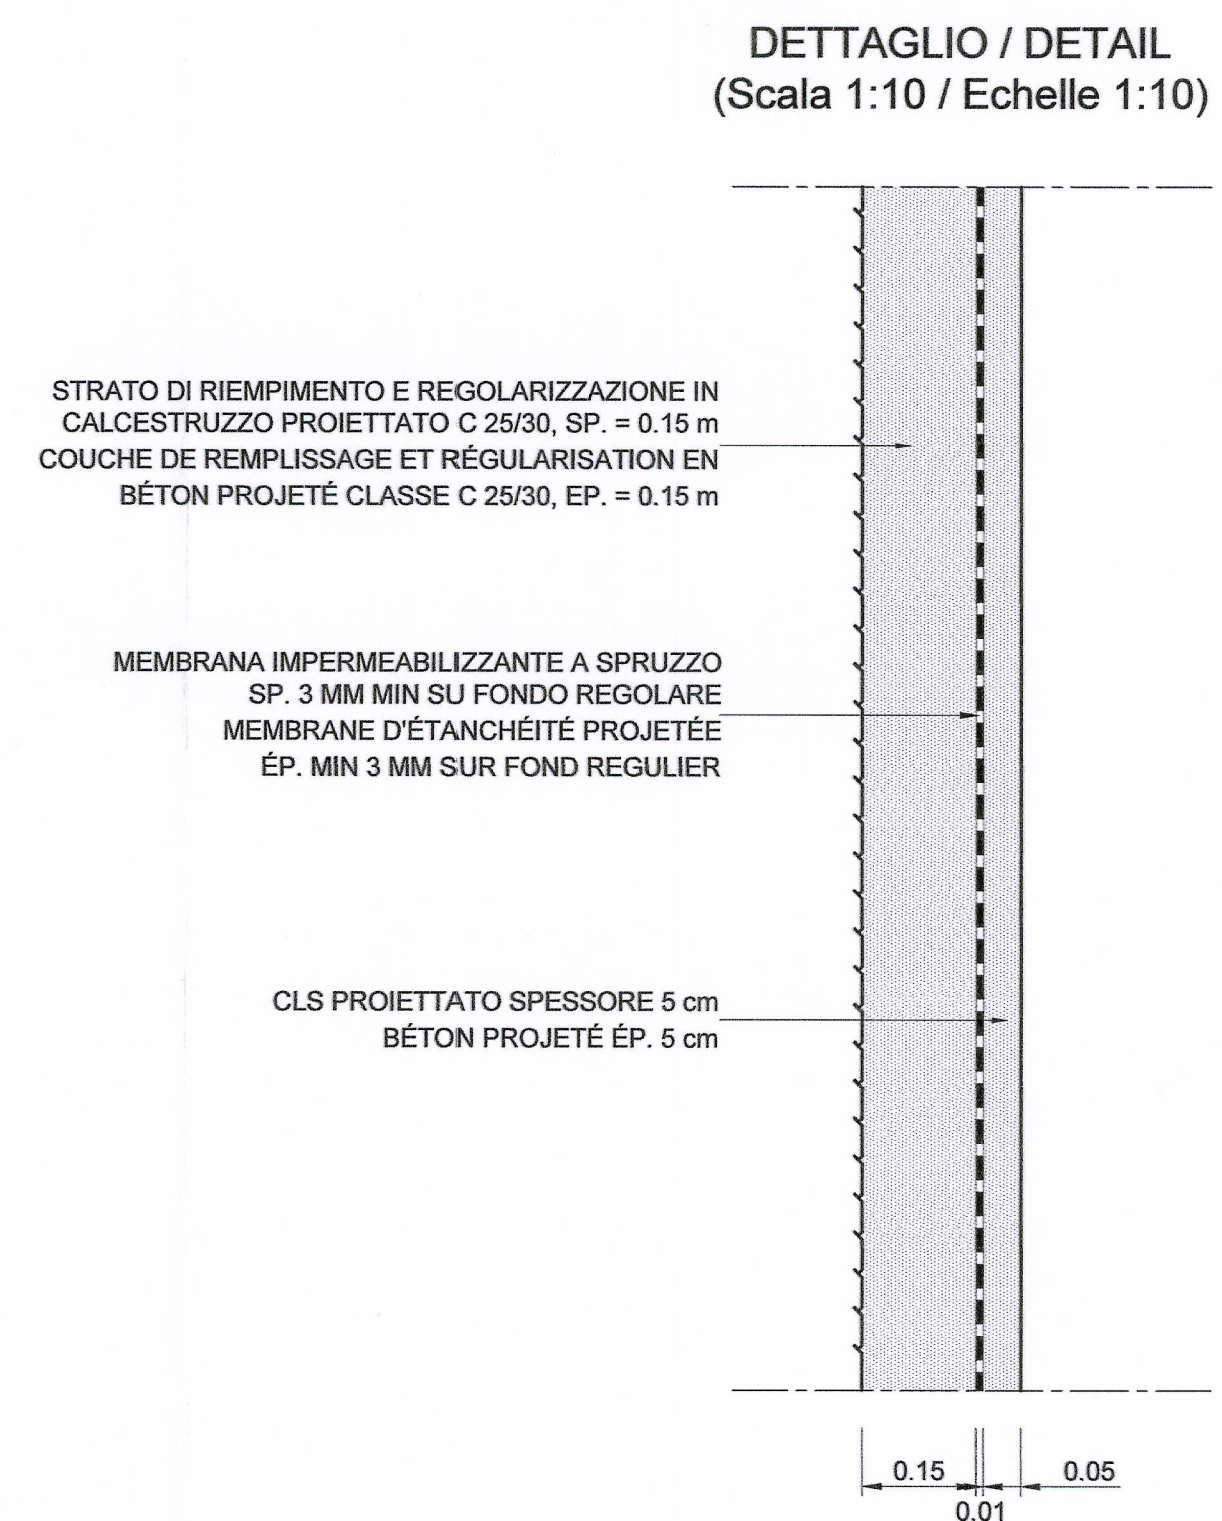 DETTAGLIO / DETAIL
(Scala 1:10 / Echelle 1:10)
STRATO DI RIEMPIMENTO E REGOLARIZZAZIONE IN
CALCESTRUZZO PROIETTATO C 25/30, SP. = 0.15 m
COUCHE DE REMPLISSAGE ET RÉGULARISATION EN
BÉTON PROJETÉ CLASSE C 25/30, EP. = 0.15 m
MEMBRANA IMPERMEABILIZZANTE A SPRUZZO
SP. 3 MM MIN SU FONDO REGOLARE
MEMBRANE D'ÉTANCHÉITÉ PROJETÉE
ÉP. MIN 3 MM SUR FOND REGULIER
CLS PROIETTATO SPESSORE 5 cm
BÉTON PROJETÉ ÉP. 5 cm
0.15
0.05
0.01